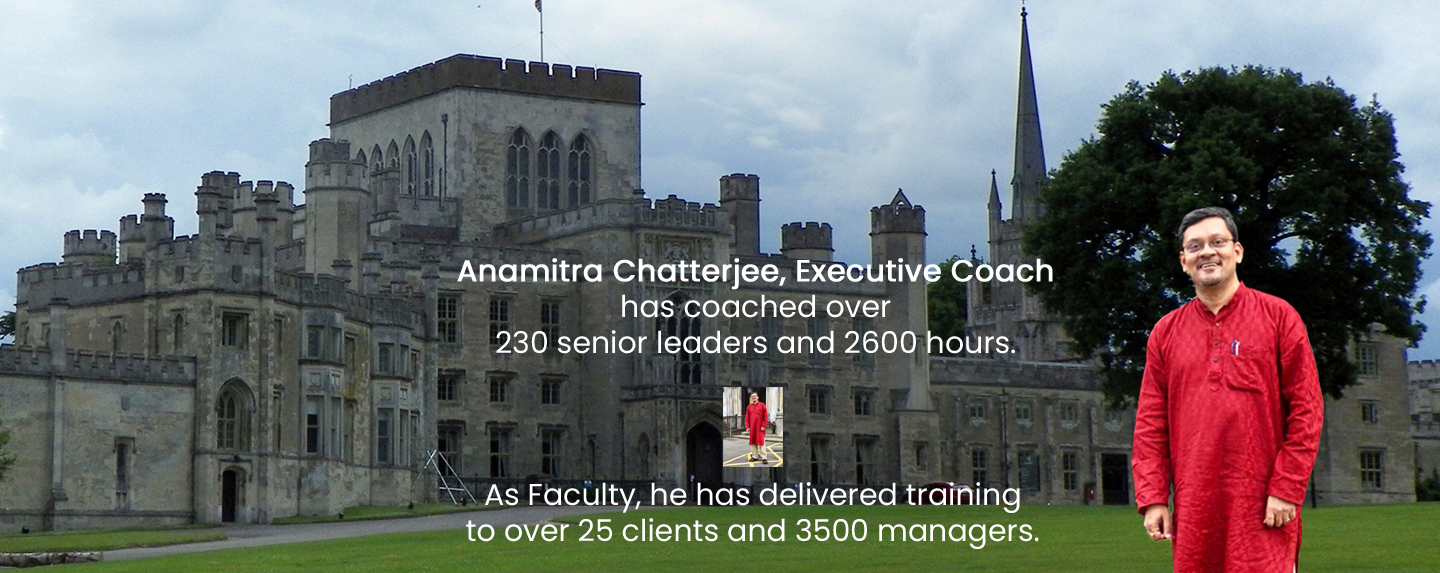 Anamitra Chatterjee, Executive Coach
has coached over
230 senior leaders and 2600 hours.
As Faculty, he has delivered training
to over 25 clients and 3500 managers.